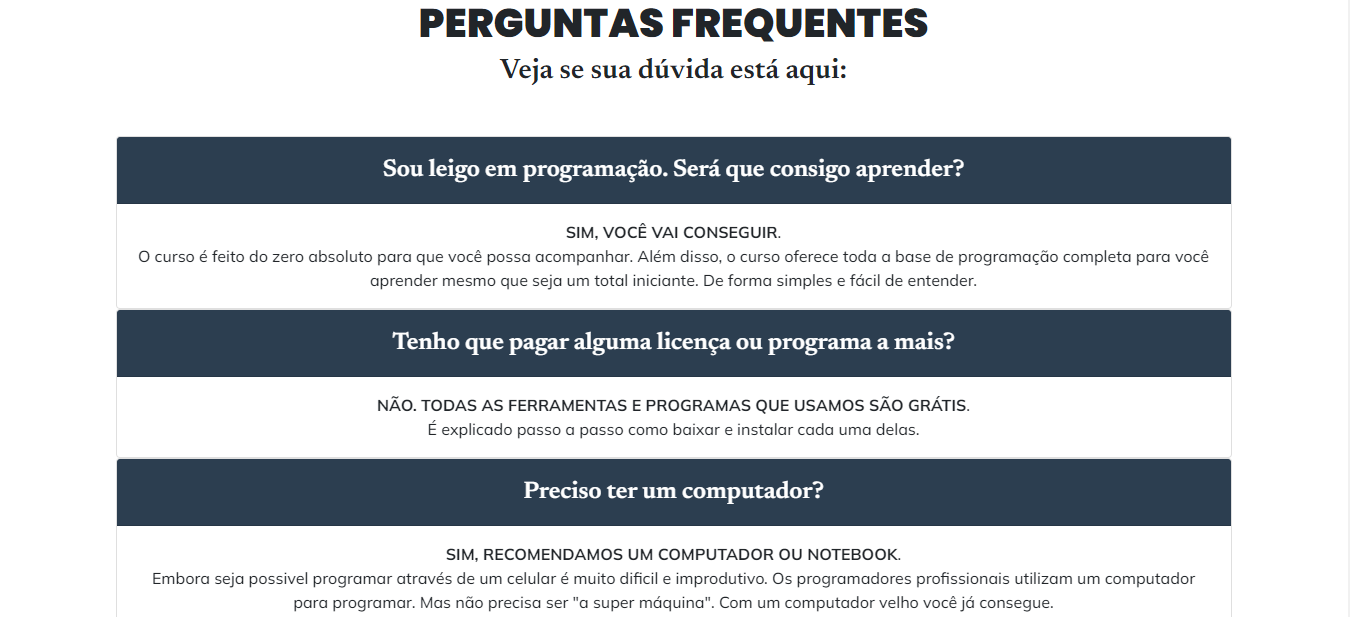 PERGUNTAS FREQUENTES
Veja se sua dúvida está aqui:
Sou leigo em programação. Será que consigo aprender?
SIM, VOCÊ VAI CONSEGUIR.
O curso é feito do zero absoluto para que você possa acompanhar. Além disso, o curso oferece toda a base de programação completa para você
aprender mesmo que seja um total iniciante. De forma simples e fácil de entender.
Tenho que pagar alguma licença ou programa a mais?
NÃO. TODAS AS FERRAMENTAS E PROGRAMAS QUE USAMOS SÃO GRÁTIS.
É explicado passo a passo como baixar e instalar cada uma delas.
Preciso ter um computador?
SIM, RECOMENDAMOS UM COMPUTADOR OU NOTEBOOK.
Embora seja possivel programar através de um celular é muito dificil e improdutivo. Os programadores profissionais utilizam um computador
para programar. Mas não precisa ser "a super máquina". Com um computador velho você já consegue.